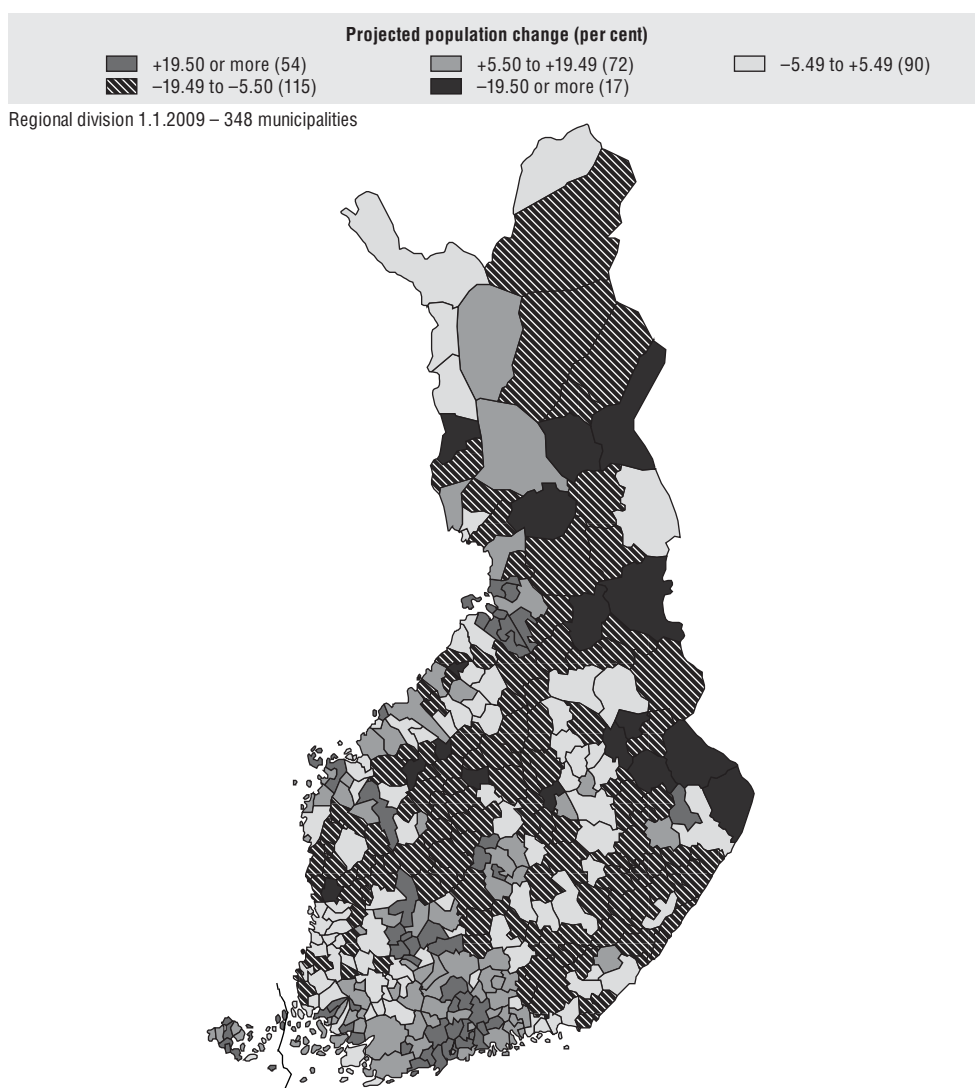 Projected population change (per cent)
+19.50 or more (54) +5.50 to +19.49 (72) –5.49 to +5.49 (90)
–19.49 to –5.50 (115) –19.50 or more (17)
Regional division 1.1.2009 – 348 municipalities